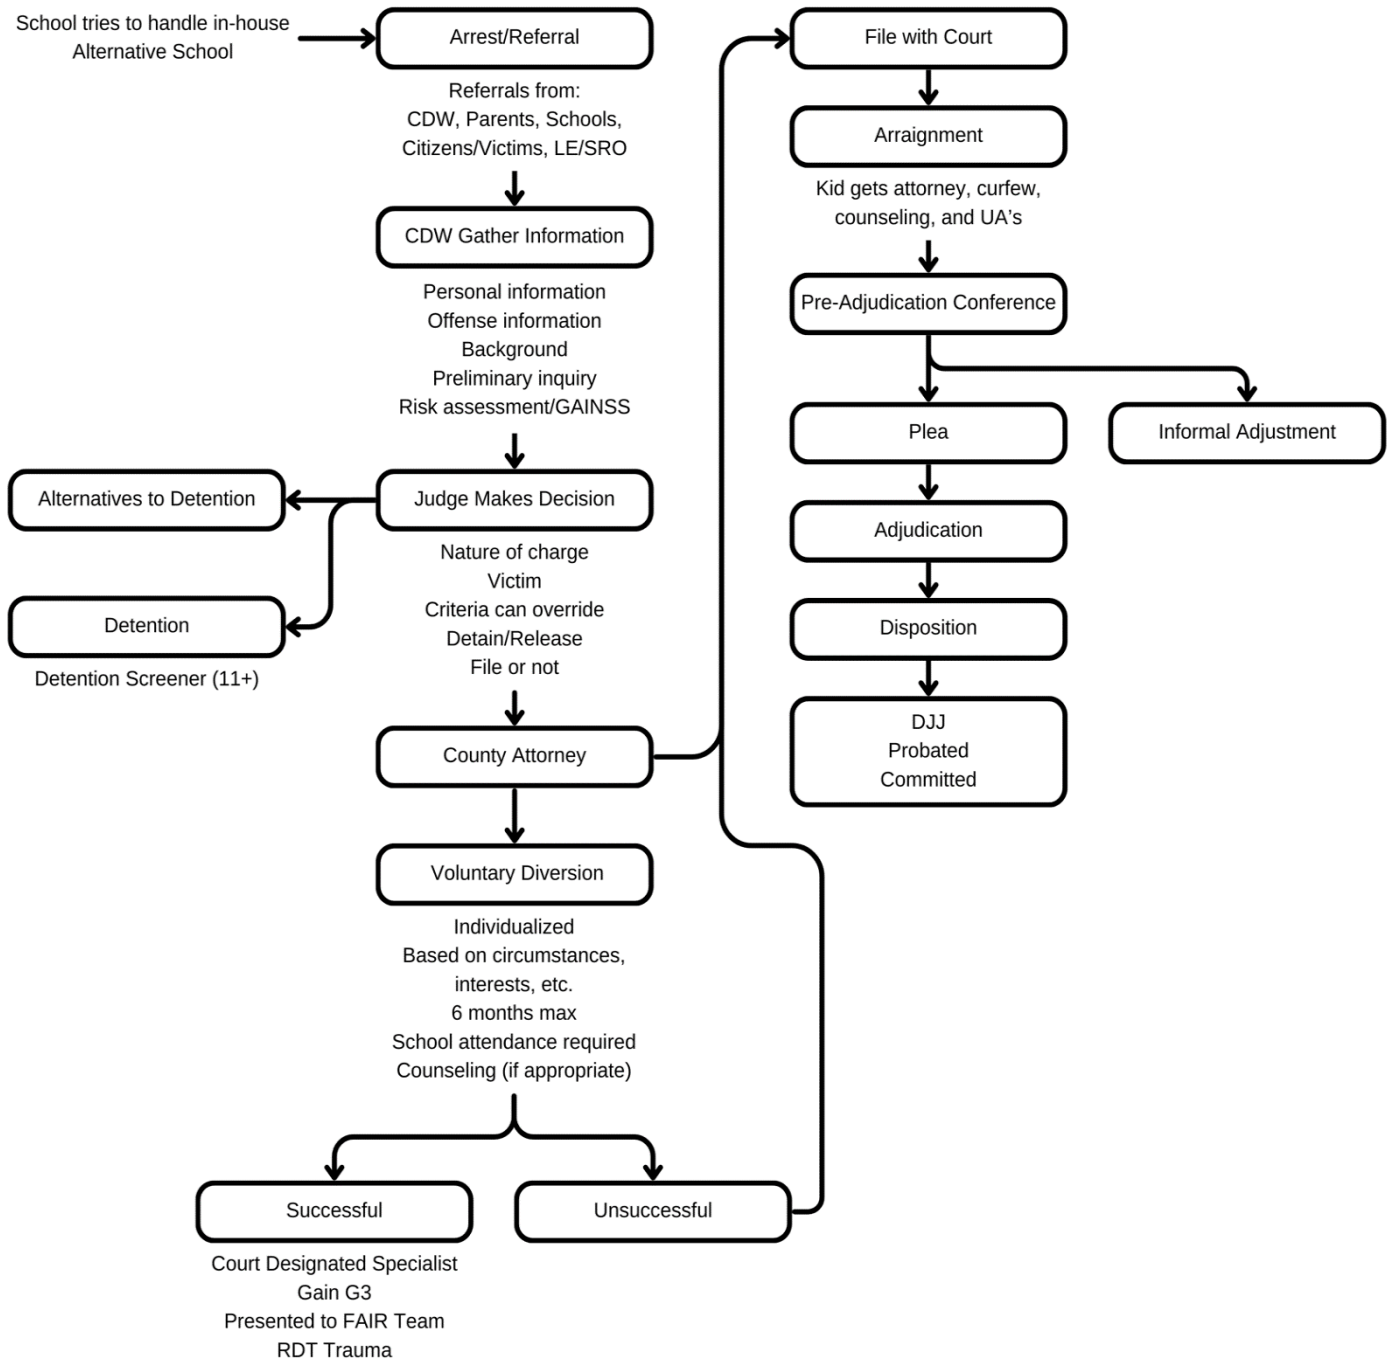 School tries to handle in-house
Alternative School
Arrest/Referral
Referrals from:
CDW, Parents, Schools,
Citizens/Victims, LE/SRO
CDW Gather Information
Personal information
Offense information
Background
Preliminary inquiry
Risk assessment/GAINSS
Judge Makes Decision
Alternatives to Detention
Detention
Detention Screener (11+)
Nature of charge
Victim
Criteria can override
Detain/Release
File or not
County Attorney
Voluntary Diversion
Individualized
Based on circumstances,
interests, etc.
6 months max
School attendance required
Counseling (if appropriate)
Successful
Court Designated Specialist
Gain G3
Presented to FAIR Team
RDT Trauma
Unsuccessful
File with Court
Arraignment
Kid gets attorney, curfew,
counseling, and UA’s
Pre-Adjudication Conference
Plea
Informal Adjustment
Adjudication
Disposition
DJJ
Probated
Committed